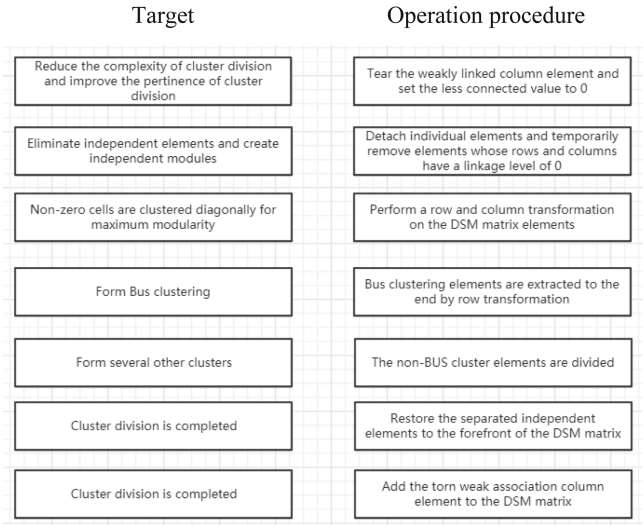 Target
Operation procedure
Reduce the complexity of cluster division
and improve the pertinence of cluster
division
Tear the weakly linked column element and
set the less connected value to 0
Eliminate independent elements and create
independent modules
Detach individual elements and temporarily
remove elements whose rows and columns
have a linkage level of 0
Non-zero cells are clustered diagonally for
maximum modularity
Perform a row and column transformation
on the DSM matrix elements
Form Bus clustering
Bus clustering elements are extracted to the
end by row transformation
Form several other clusters
The non-BUS cluster elements are divided
Cluster division is completed
Restore the separated independent
elements to the forefront of the DSM matrix
Cluster division is completed
Add the torn weak association column
element to the DSM matrix